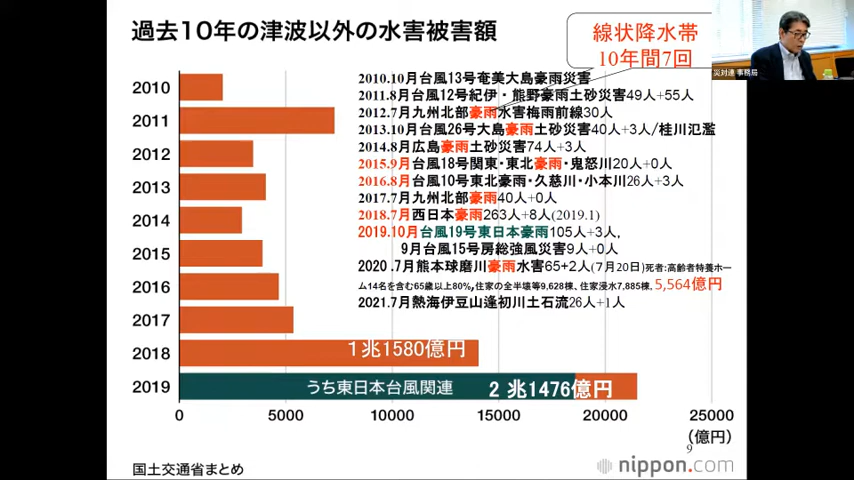 過去10年の津波以外の水害被害額
線状降水帯
10年間7回
災対連 事務局
2010
2011
2012
2013
2014
2015
2016
2017
2018
2019
2010.10月台風13号奄美大島豪雨災害
2011.8月台風12号紀伊・熊野豪雨土砂災害49人+55人
2012.7月九州北部豪雨水害梅雨前線30人
2013.10月台風26号大島豪雨土砂災害40人+3人/桂川氾濫
2014.8月広島豪雨土砂災害74人+3人
2015.9月台風18号関東・東北豪雨・鬼怒川20人+0人
2016.8月台風10号東北豪雨・久慈川・小本川26人+3人
2017.7月九州北部豪雨40人+0人
2018.7月西日本豪雨263人+8人(2019.1)
2019.10月台風19号東日本豪雨105人+3人,
9月台風15号房総強風災害9人+0人
2020 .7月熊本球磨川豪雨水害65+2人(7月20日)死者:高齢者特養ホー
ム14名を含む65歳以上80%,住家の全半壊等9,628棟、住家浸水7,885棟、5,564億円
2021.7月熱海伊豆山逢初川土石流26人+1人
1兆1580億円
うち東日本台風関連 2兆1476億円
0 5000 10000 15000 20000 25000
(億円)
9
国土交通省まとめ
nippon.com